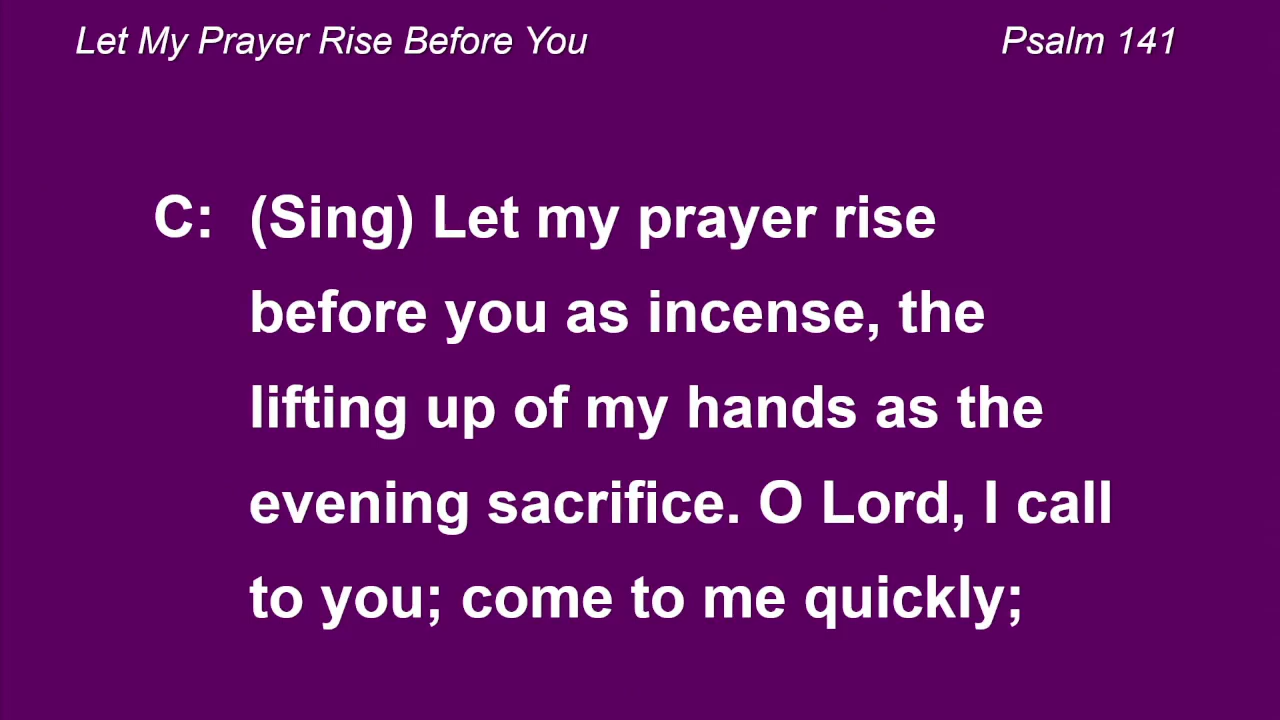 Let My Prayer Rise Before You Psalm 141
C: (Sing) Let my prayer rise
before you as incense, the
lifting up of my hands as the
evening sacrifice. O Lord, I call
to you; come to me quickly;